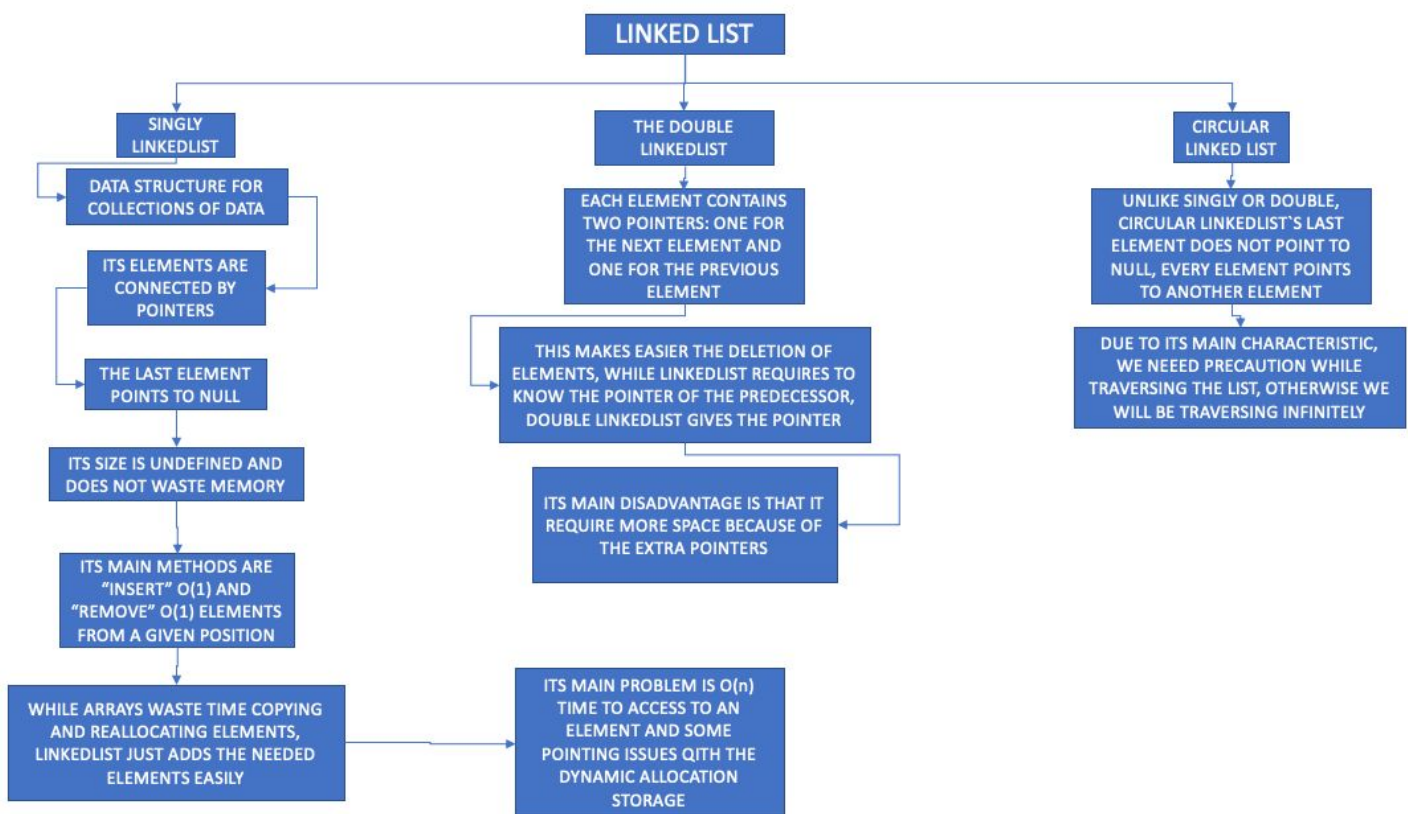 LINKED LIST
SINGLY
LINKEDLIST
DATA STRUCTURE FOR
COLLECTIONS OF DATA
ITS ELEMENTS ARE
CONNECTED BY
POINTERS
THE LAST ELEMENT
POINTS TO NULL
ITS SIZE IS UNDEFINED AND
DOES NOT WASTE MEMORY
ITS MAIN METHODS ARE
“INSERT” O(1) AND
“REMOVE” O(1) ELEMENTS
FROM A GIVEN POSITION
WHILE ARRAYS WASTE TIME COPYING
AND REALLOCATING ELEMENTS,
LINKEDLIST JUST ADDS THE NEEDED
ELEMENTS EASILY
ITS MAIN PROBLEM IS O(n)
TIME TO ACCESS TO AN
ELEMENT AND SOME
POINTING ISSUES QITH THE
DYNAMIC ALLOCATION
STORAGE
THE DOUBLE
LINKEDLIST
EACH ELEMENT CONTAINS
TWO POINTERS: ONE FOR
THE NEXT ELEMENT AND
ONE FOR THE PREVIOUS
ELEMENT
THIS MAKES EASIER THE DELETION OF
ELEMENTS, WHILE LINKEDLIST REQUIRES TO
KNOW THE POINTER OF THE PREDECESSOR,
DOUBLE LINKEDLIST GIVES THE POINTER
ITS MAIN DISADVANTAGE IS THAT IT
REQUIRE MORE SPACE BECAUSE OF
THE EXTRA POINTERS
CIRCULAR
LINKED LIST
UNLIKE SINGLY OR DOUBLE,
CIRCULAR LINKEDLIST`S LAST
ELEMENT DOES NOT POINT TO
NULL, EVERY ELEMENT POINTS
TO ANOTHER ELEMENT
DUE TO ITS MAIN CHARACTERISTIC,
WE NEEED PRECAUTION WHILE
TRAVERSING THE LIST, OTHERWISE WE
WILL BE TRAVERSING INFINITELY